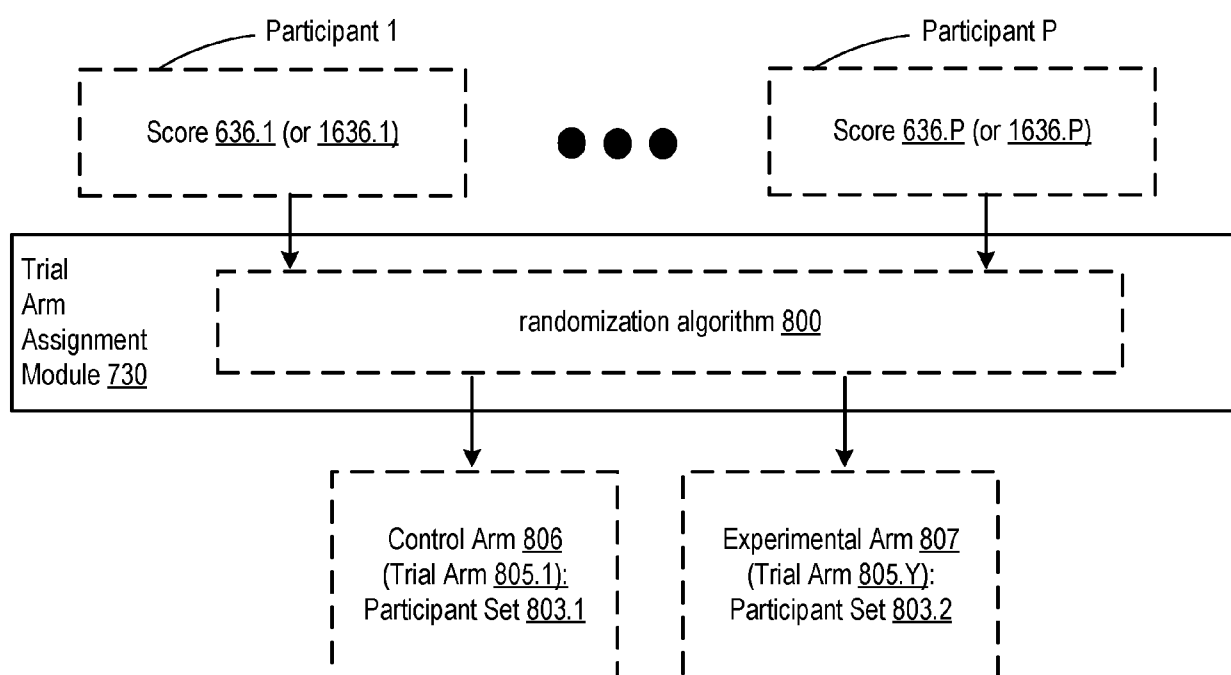 Participant 1
Participant P
Score 636.1 (or 1636.1)
Score 636.P (or 1636.P)
Trial
Arm
Assignment
Module 730
randomization algorithm 800
Control Arm 806
(Trial Arm 805.1):
Participant Set 803.1
Experimental Arm 807
(Trial Arm 805.Y):
Participant Set 803.2